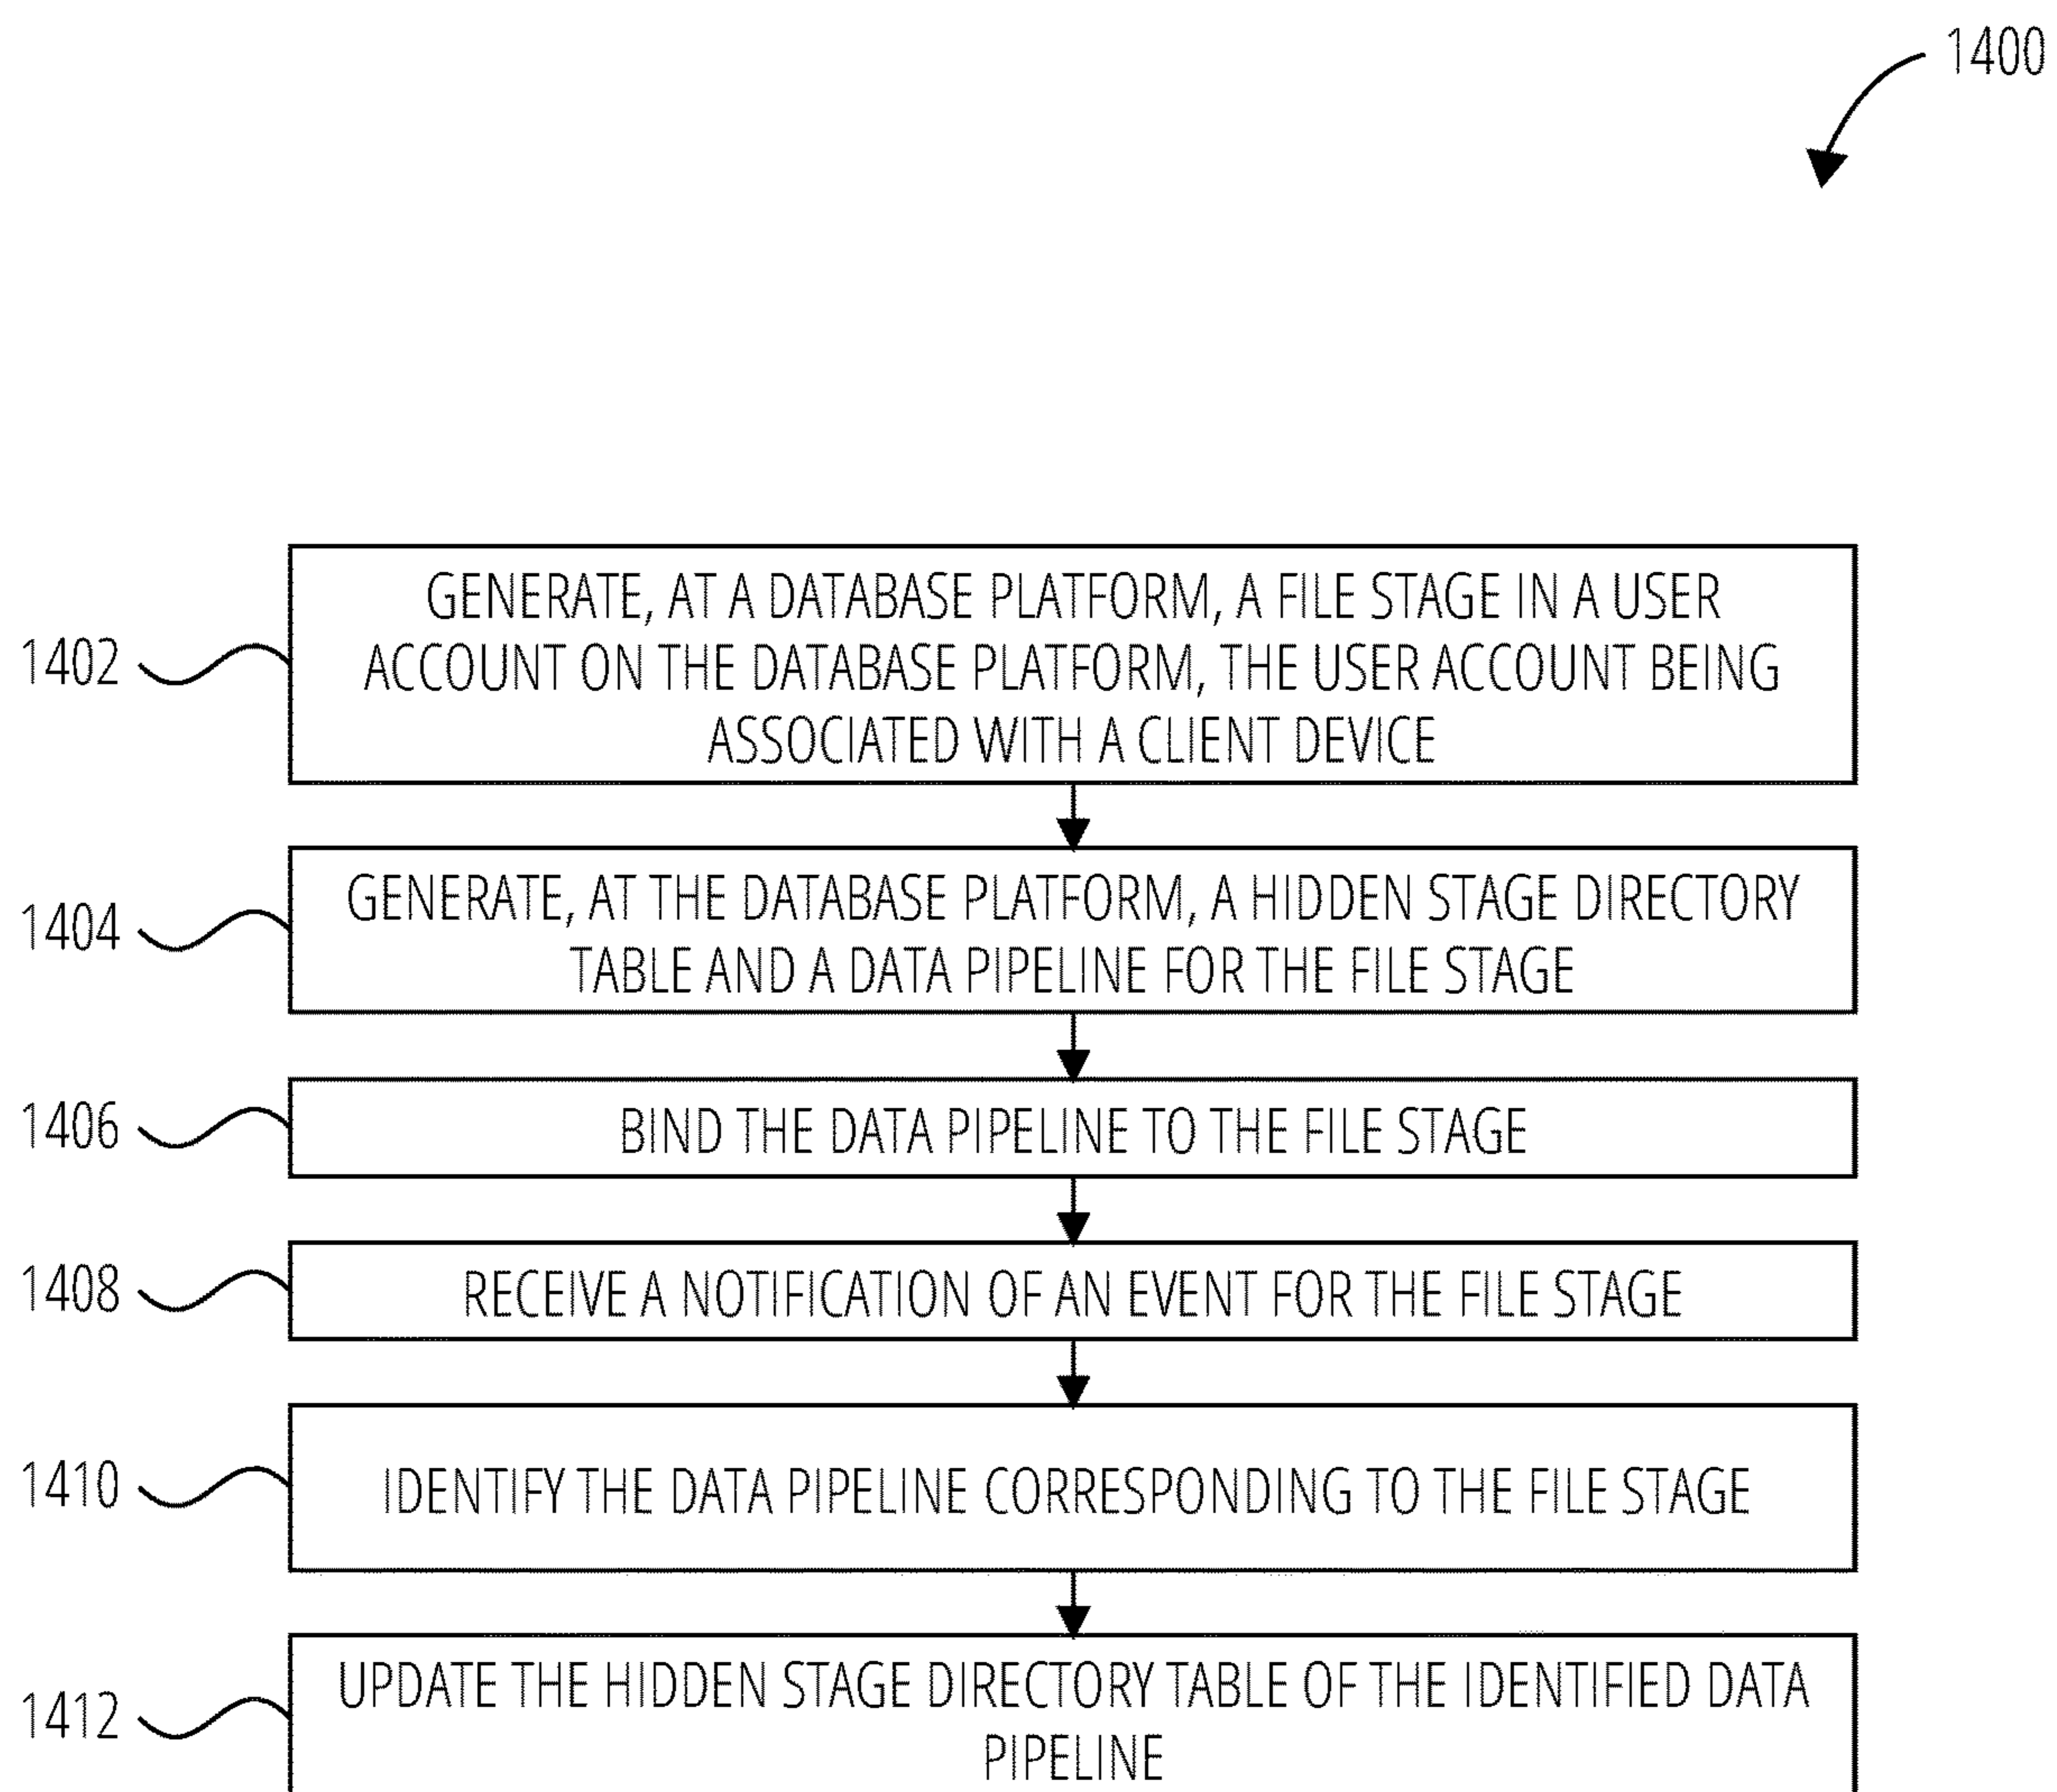 1400
1402
GENERATE, AT A DATABASE PLATFORM, A FILE STAGE IN A USER
ACCOUNT ON THE DATABASE PLATFORM, THE USER ACCOUNT BEING
ASSOCIATED WITH A CLIENT DEVICE
1404
GENERATE, AT THE DATABASE PLATFORM, A HIDDEN STAGE DIRECTORY
TABLE AND A DATA PIPELINE FOR THE FILE STAGE
1406
BIND THE DATA PIPELINE TO THE FILE STAGE
1408
RECEIVE A NOTIFICATION OF AN EVENT FOR THE FILE STAGE
1410
IDENTIFY THE DATA PIPELINE CORRESPONDING TO THE FILE STAGE
1412
UPDATE THE HIDDEN STAGE DIRECTORY TABLE OF THE IDENTIFIED DATA
PIPELINE